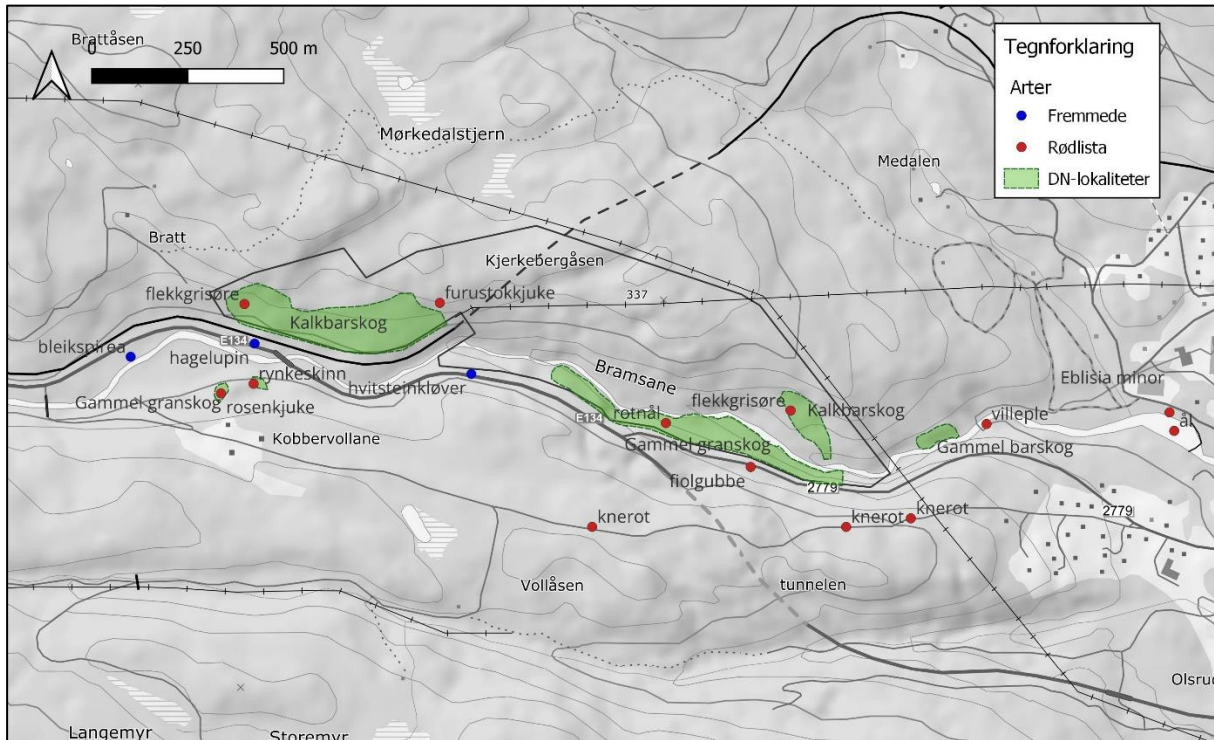 Brattåsen
0 250 500 m
Tegnforklaring
Arter
Fremmede
Rødlista
DN-lokaliteter
Mørkedalstjern
Medalen
Bratt
Kjerkebergåsen
337
flekkgrisøre
furustokkjuke
Kalkbarskog
E134
bleikspirea
hagelupin
rynkeskinn
hvitsteinkløver
Gammel granskog
rosenkjuke
Kobbervollane
Bramsane
flekkgrisøre
Kalkbarskog
Eblisia minor
rotnål
E134
villeple
ål
Gammel granskog
Gammel barskog
fiolgubbe
2779
knerot
knerot
knerot
2779
Vollåsen
tunnelen
Olsrud
Langemyr
Storemyr